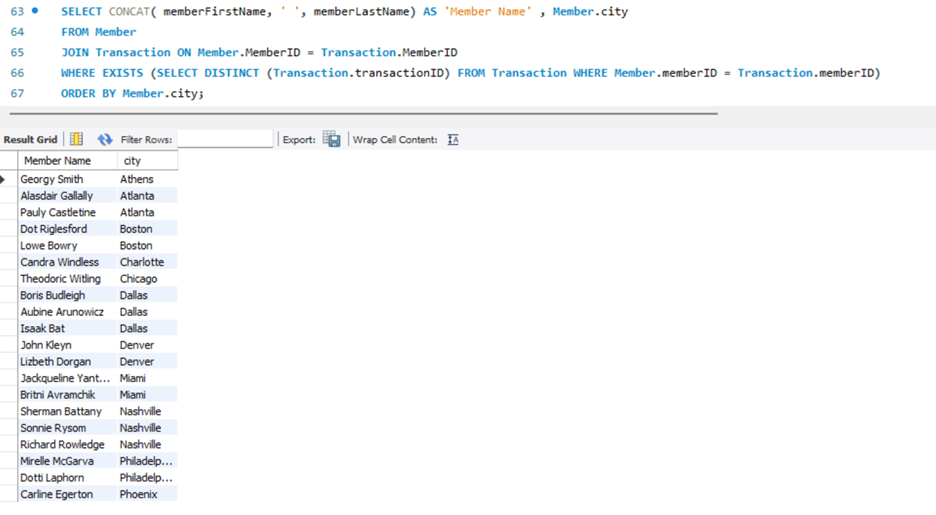 63 SELECT CONCAT( memberFirstName, ' ', memberLastName) AS 'Member Name' , Member.city
64 FROM Member
65 JOIN Transaction ON Member.MemberID = Transaction.MemberID
66 WHERE EXISTS (SELECT DISTINCT (Transaction.transactionID) FROM Transaction WHERE Member.memberID = Transaction.memberID)
67 ORDER BY Member.city;
Result Grid Filter Rows: Export: Wrap Cell Content:
Member Name city
Georgy Smith Athens
Alasdair Gallally Atlanta
Pauly Castletine Atlanta
Dot Riglesford Boston
Lowe Bowry Boston
Candra Windless Charlotte
Theodoric Witling Chicago
Boris Budleigh Dallas
Aubine Arunowicz Dallas
Isaak Bat Dallas
John Kleyn Denver
Lizbeth Dorgan Denver
Jackqueline Yant... Miami
Britni Avramchik Miami
Sherman Battany Nashville
Sonnie Rysom Nashville
Richard Rowledge Nashville
Mirelle McGarva Philadelp...
Dotti Laphorn Philadelp...
Carline Egerton Phoenix